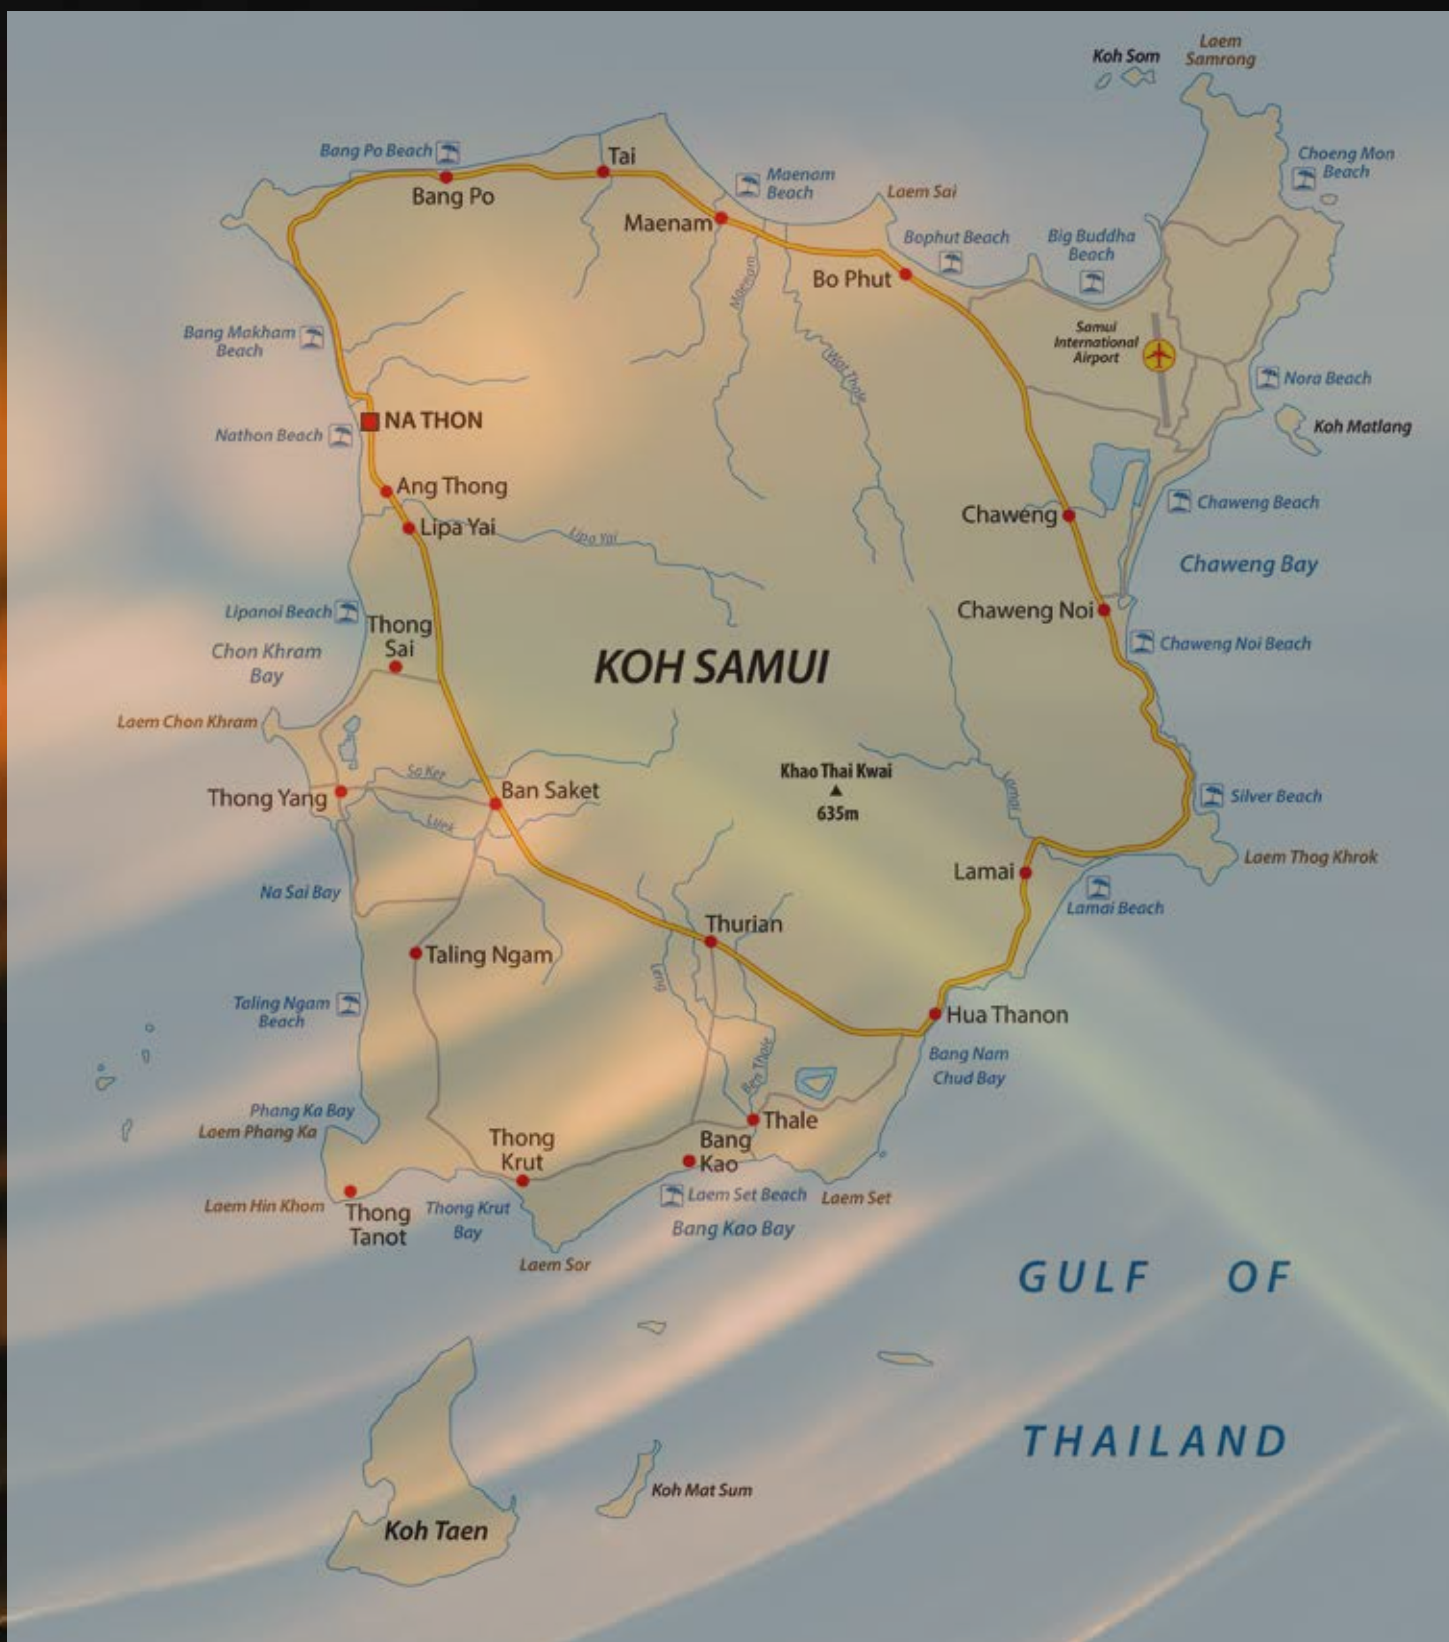 Koh Som
Laem
Samrong
Bang Po Beach
Tai
Maenam
Beach
Choeng Mon
Beach
Bang Po
Maenam
Laem Sai
Bophut Beach
Big Buddha
Beach
Bo Phut
Maenam
Bang Makham
Beach
Samui
International
Airport
Wat Thale
Nora Beach
NA THON
Nathon Beach
Koh Matlang
Ang Thong
Lipa Yai
Lipa Yai
Chaweng
Chaweng Beach
Chaweng Bay
Lipanoi Beach
Thong
Sai
Chaweng Noi
Chaweng Noi Beach
Chon Khram
Bay
KOH SAMUI
Laem Chon Khram
Khao Thai Kwai
635m
Sa Ket
Thong Yang
Ban Saket
Luek
Lamai
Silver Beach
Laem Thog Khrok
Lamai
Lamai Beach
Na Sai Bay
Thurian
Taling Ngam
Leng
Taling Ngam
Beach
Hua Thanon
Bang Nam
Chud Bay
Ben Thale
Phang Ka Bay
Laem Phang Ka
Thale
Thong
Krut
Bang
Kao
Laem Hin Khom
Thong
Tanot
Thong Krut
Bay
Laem Set Beach
Laem Set
Bang Kao Bay
Laem Sor
GULF OF
THAILAND
Koh Mat Sum
Koh Taen